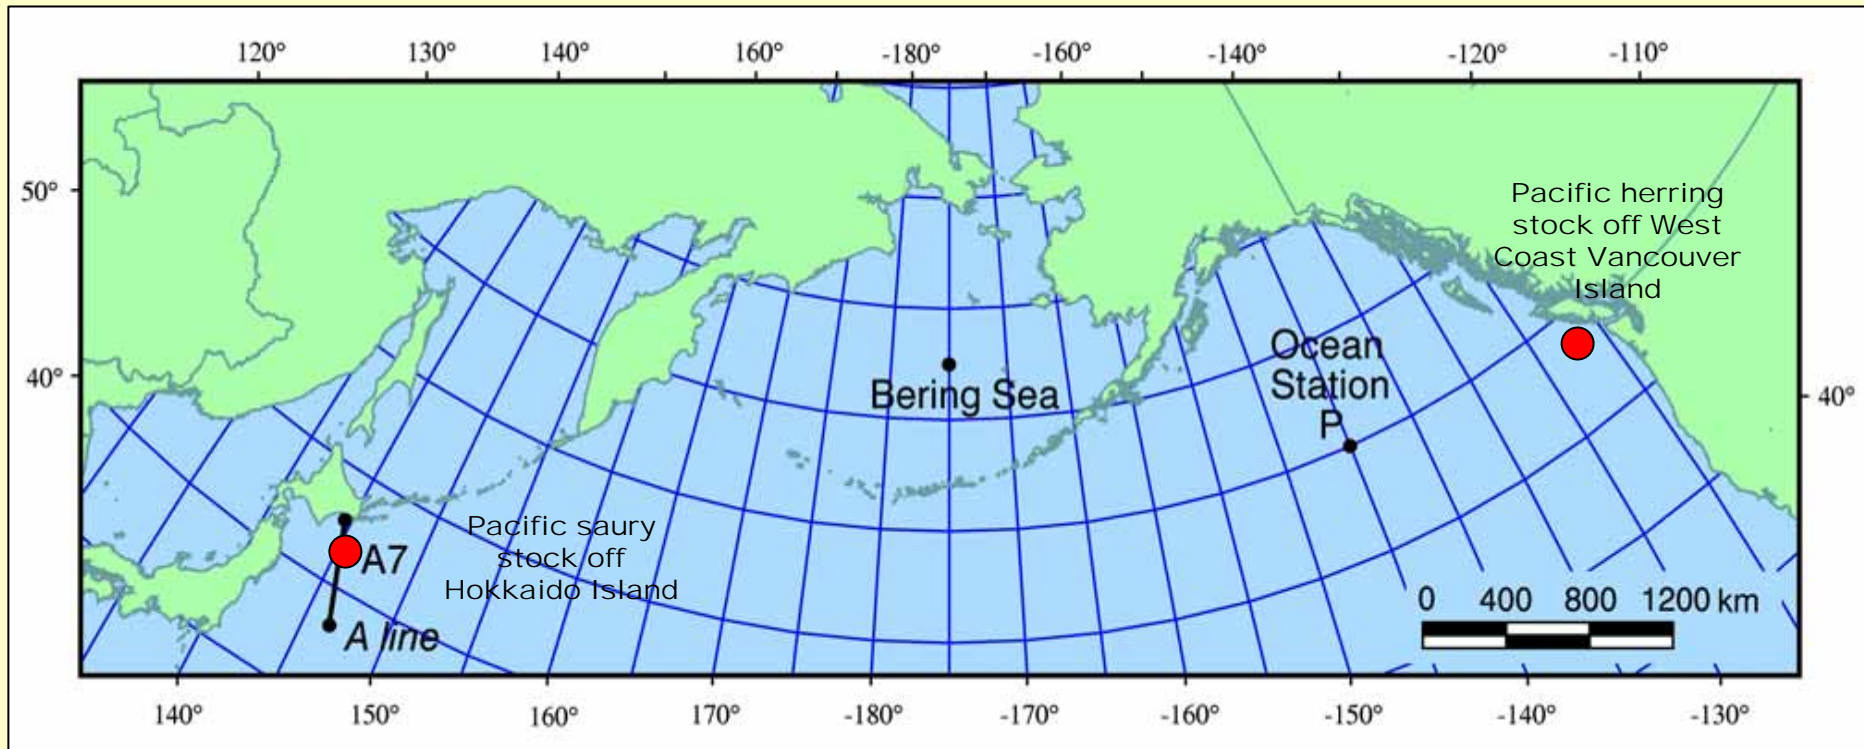 120° 130° 140° 160° -180° -160° -140° -120° -110°
50°
40°
40°
Pacific herring
stock off West
Coast Vancouver
Island
Ocean
Station
P
Bering Sea
Pacific saury
stock off
Hokkaido Island
A7
A line
0 400 800 1200 km
140° 150° 160° 170° -180° -170° -160° -150° -140° -130°